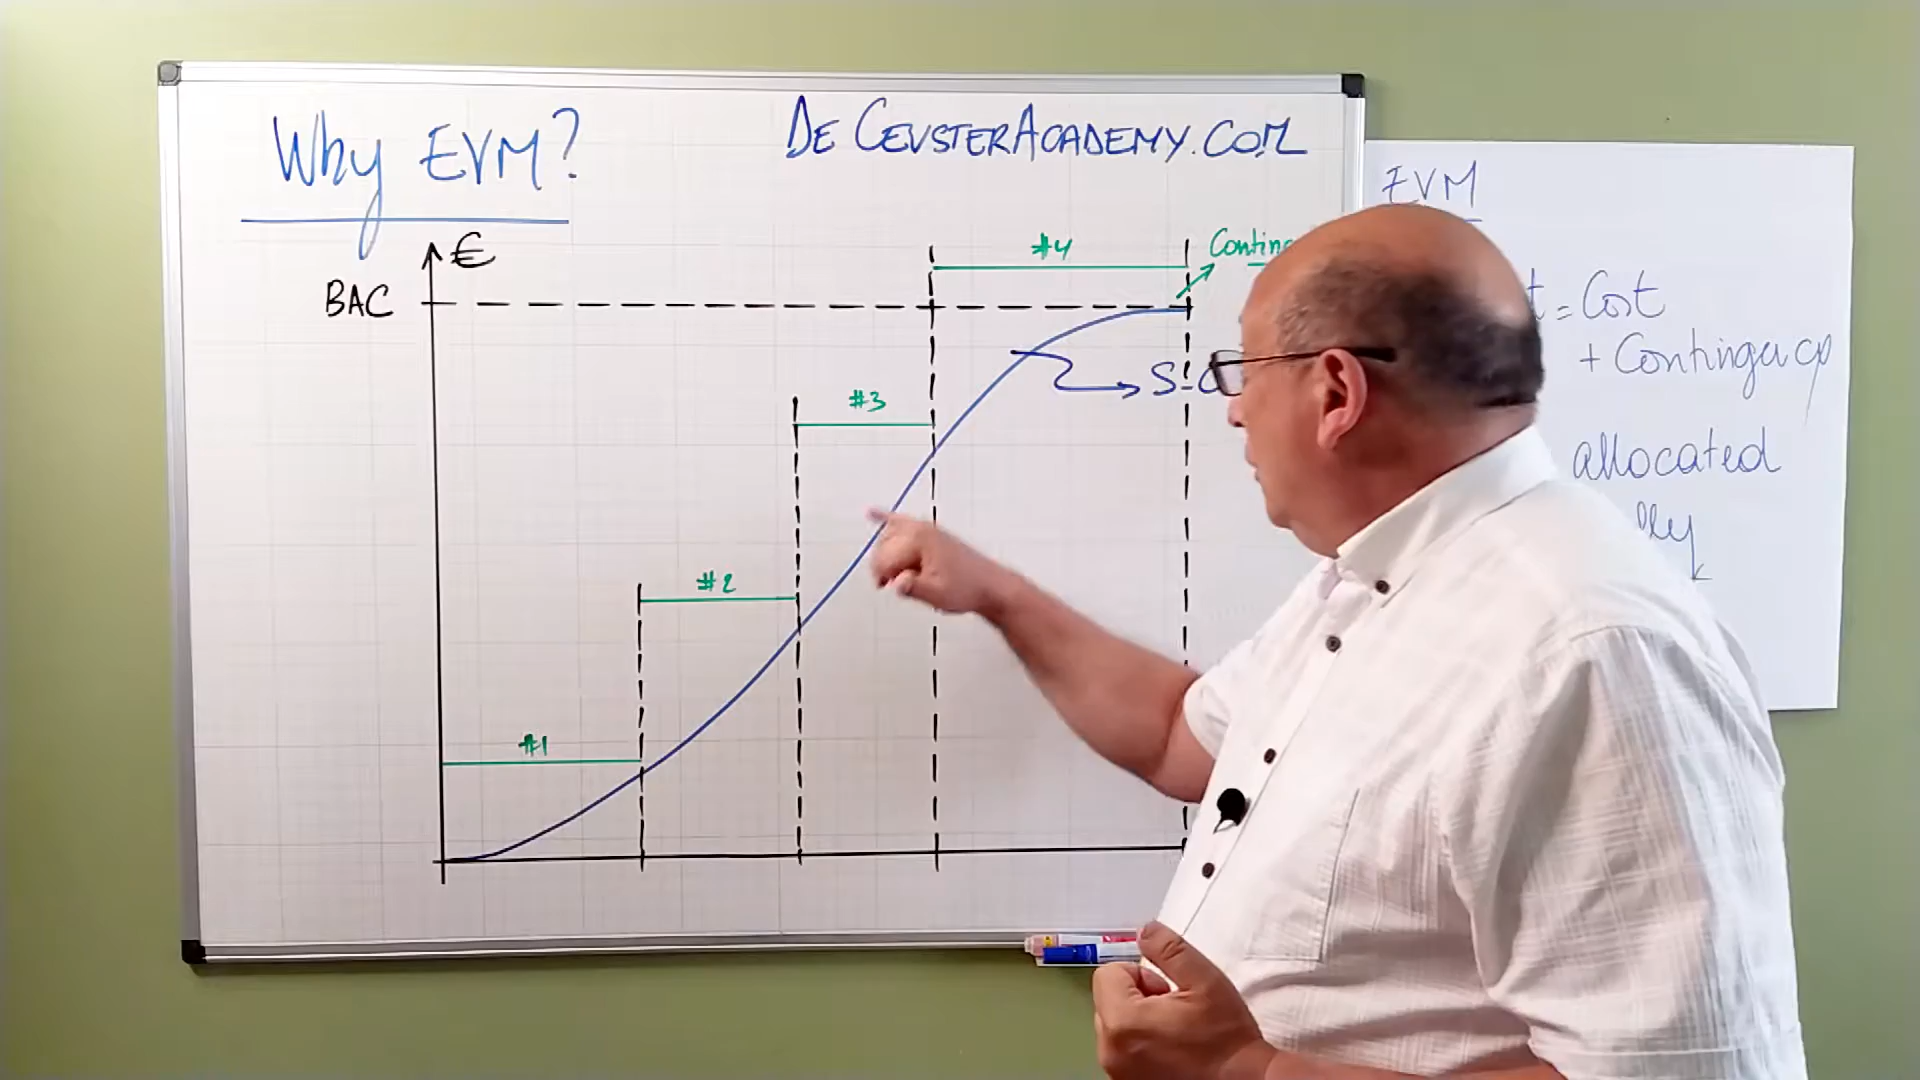 Why EVM?
DE CEUSTERACADEMY.COM
€
BAC
#1
#2
#3
#4
EVM
= Cost
+ Contingency
allocated